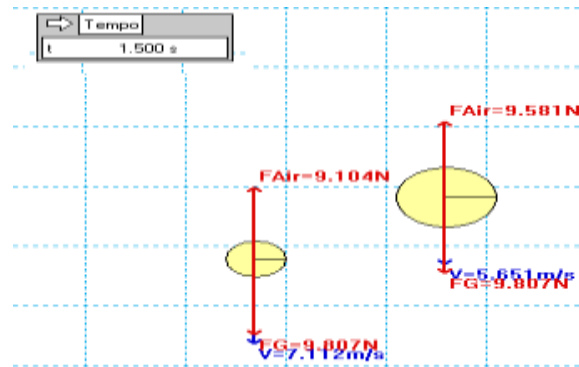 Tempo
t 1.500 s
FAir=9.581N
FAir=9.104N
V=5.651m/s
FG=9.807N
FG=9.807N
V=7.112m/s